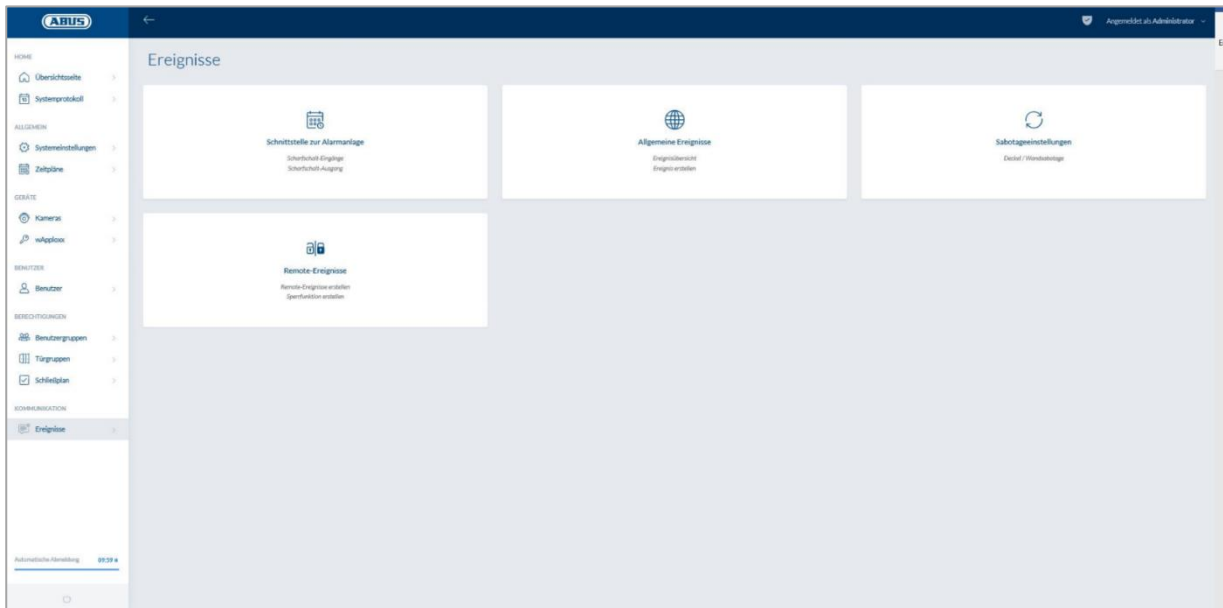 ABUS
Angemeldet als Administrator
E
HOME
Übersichtsseite
Systemprotokoll
ALLGEMEIN
Systemeinstellungen
Zeitpläne
GERÄTE
Kameras
wApploxx
BENUTZER
Benutzer
BERECHTIGUNGEN
Benutzergruppen
Türgruppen
Schließplan
KOMMUNIKATION
Ereignisse
Automatische Abmeldung
Ereignisse
Schnittstelle zur Alarmanlage
Scharfschalt-Eingänge
Scharfschalt-Ausgang
Allgemeine Ereignisse
Ereignisübersicht
Ereignis erstellen
Sabotageeinstellungen
Deckel / Wandsabotage
Remote-Ereignisse
Remote-Ereignisse erstellen
Sperrfunktion erstellen